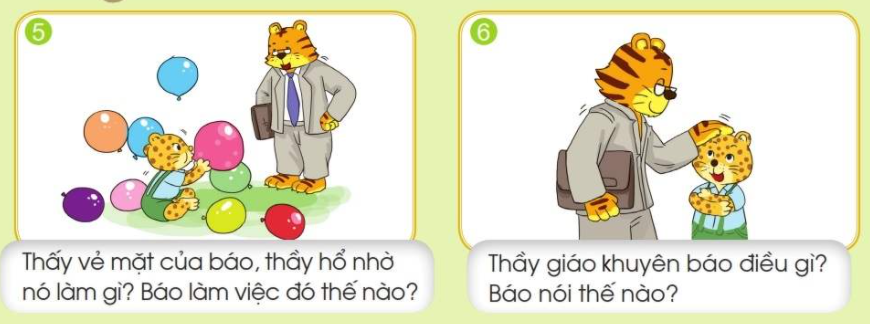 5
Thấy vẻ mặt của báo, thầy hổ nhờ
nó làm gì? Báo làm việc đó thế nào?
6
Thầy giáo khuyên báo điều gì?
Báo nói thế nào?